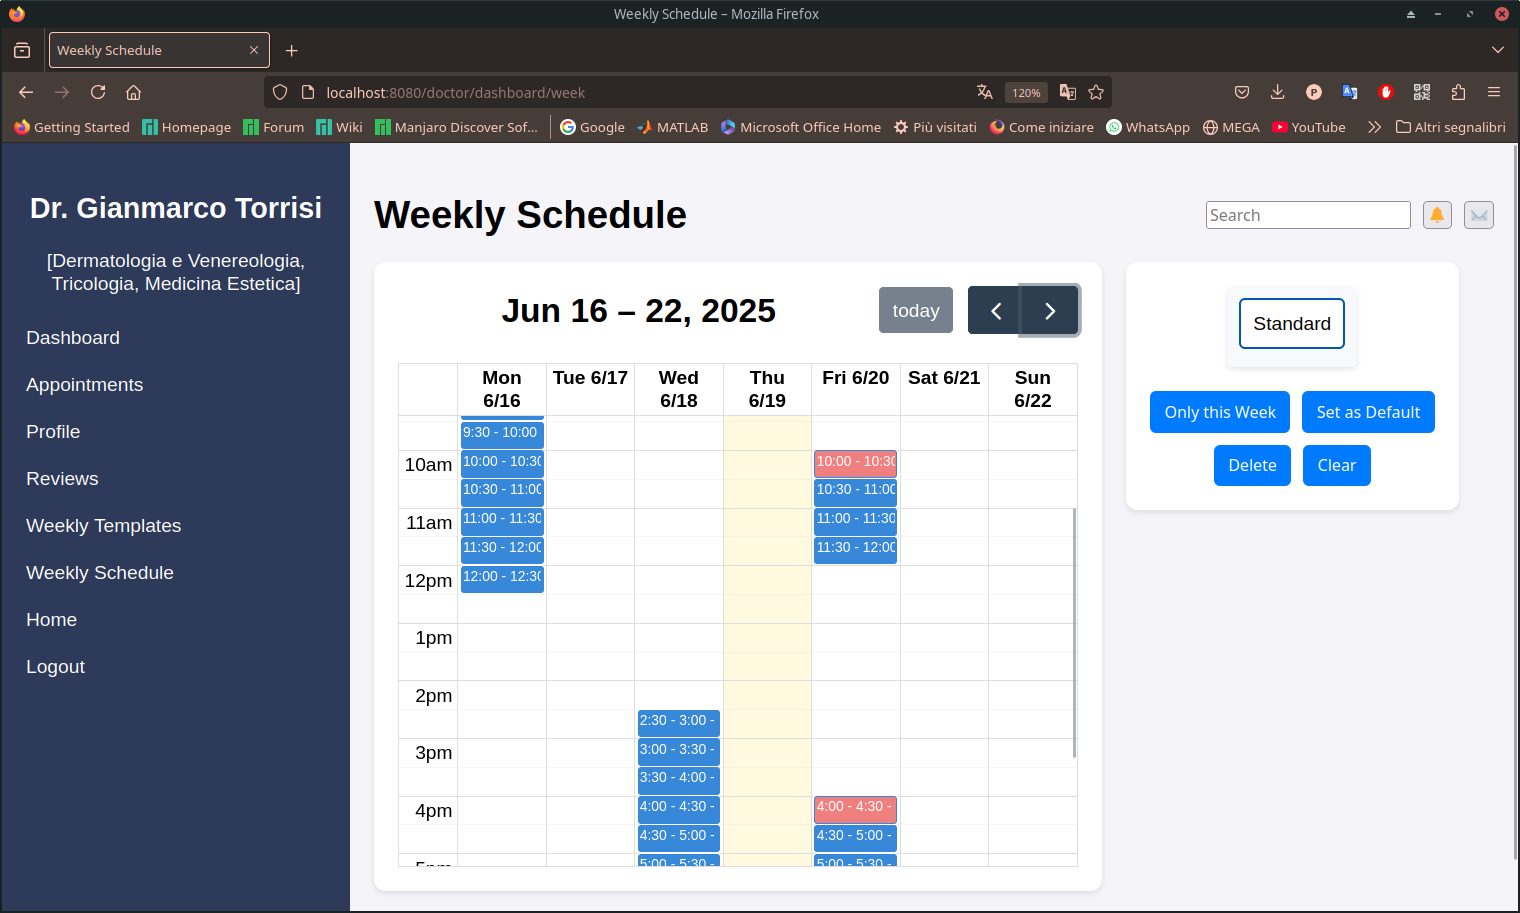 Weekly Schedule – Mozilla Firefox
Weekly Schedule
localhost:8080/doctor/dashboard/week
120%
Getting Started
Homepage
Forum
Wiki
Manjaro Discover Sof...
Google
MATLAB
Microsoft Office Home
Più visitati
Come iniziare
WhatsApp
MEGA
YouTube
Altri segnalibri
Dr. Gianmarco Torrisi
[Dermatologia e Venereologia,
Tricologia, Medicina Estetica]
Dashboard
Appointments
Profile
Reviews
Weekly Templates
Weekly Schedule
Home
Logout
Weekly Schedule
Search
Jun 16 – 22, 2025
today
Mon
6/16
Tue 6/17
Wed
6/18
Thu
6/19
Fri 6/20
Sat 6/21
Sun
6/22
9:30 - 10:00
10am
10:00 - 10:30
10:00 - 10:30
10:30 - 11:00
10:30 - 11:00
11am
11:00 - 11:30
11:00 - 11:30
11:30 - 12:00
11:30 - 12:00
12pm
12:00 - 12:30
1pm
2pm
2:30 - 3:00 -
3pm
3:00 - 3:30 -
3:30 - 4:00 -
4pm
4:00 - 4:30 -
4:00 - 4:30 -
4:30 - 5:00 -
4:30 - 5:00 -
5pm
5:00 - 5:30 -
5:00 - 5:30 -
Standard
Only this Week
Set as Default
Delete
Clear